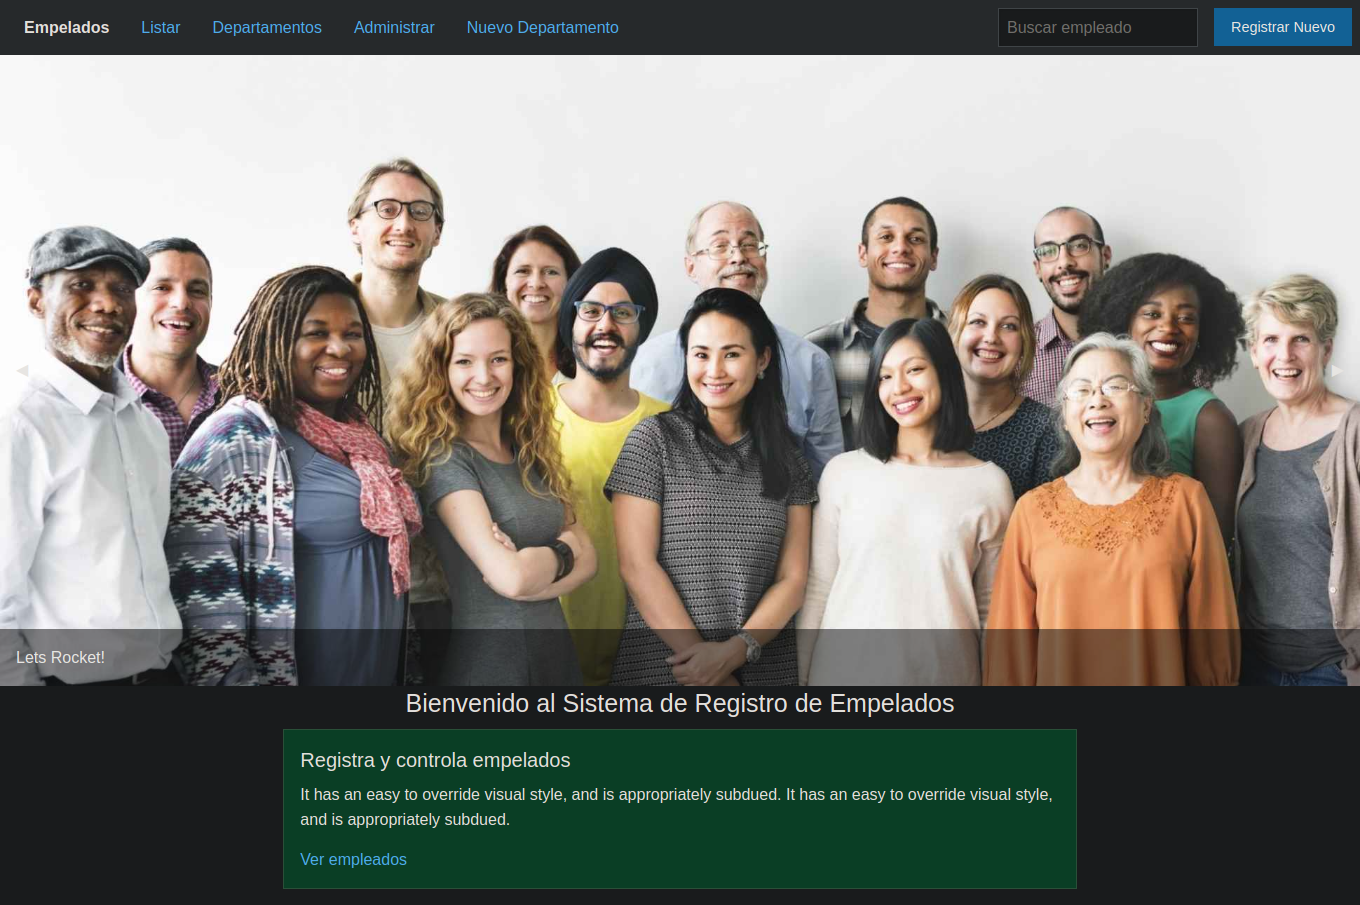 Empelados Listar Departamentos Administrar Nuevo Departamento Buscar empleado Registrar Nuevo
Lets Rocket!
Bienvenido al Sistema de Registro de Empelados
Registra y controla empelados
It has an easy to override visual style, and is appropriately subdued. It has an easy to override visual style,
and is appropriately subdued.
Ver empleados